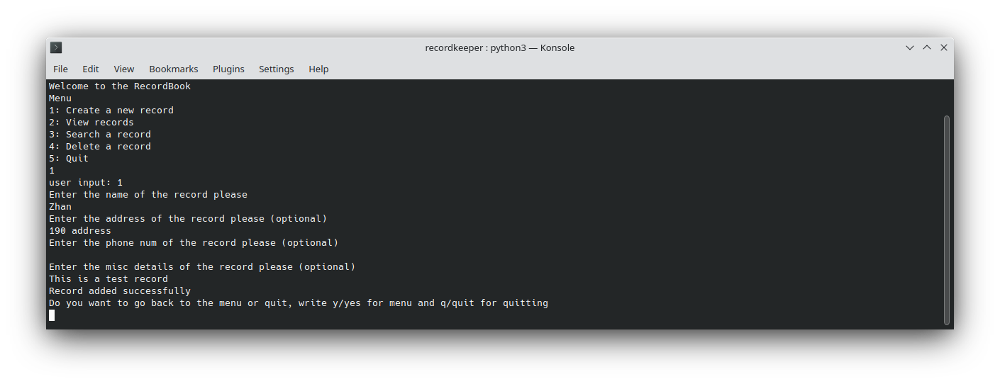 recordkeeper : python3 — Konsole
File Edit View Bookmarks Plugins Settings Help
Welcome to the RecordBook
Menu
1: Create a new record
2: View records
3: Search a record
4: Delete a record
5: Quit
1
user input: 1
Enter the name of the record please
Zhan
Enter the address of the record please (optional)
190 address
Enter the phone num of the record please (optional)
Enter the misc details of the record please (optional)
This is a test record
Record added successfully
Do you want to go back to the menu or quit, write y/yes for menu and q/quit for quitting